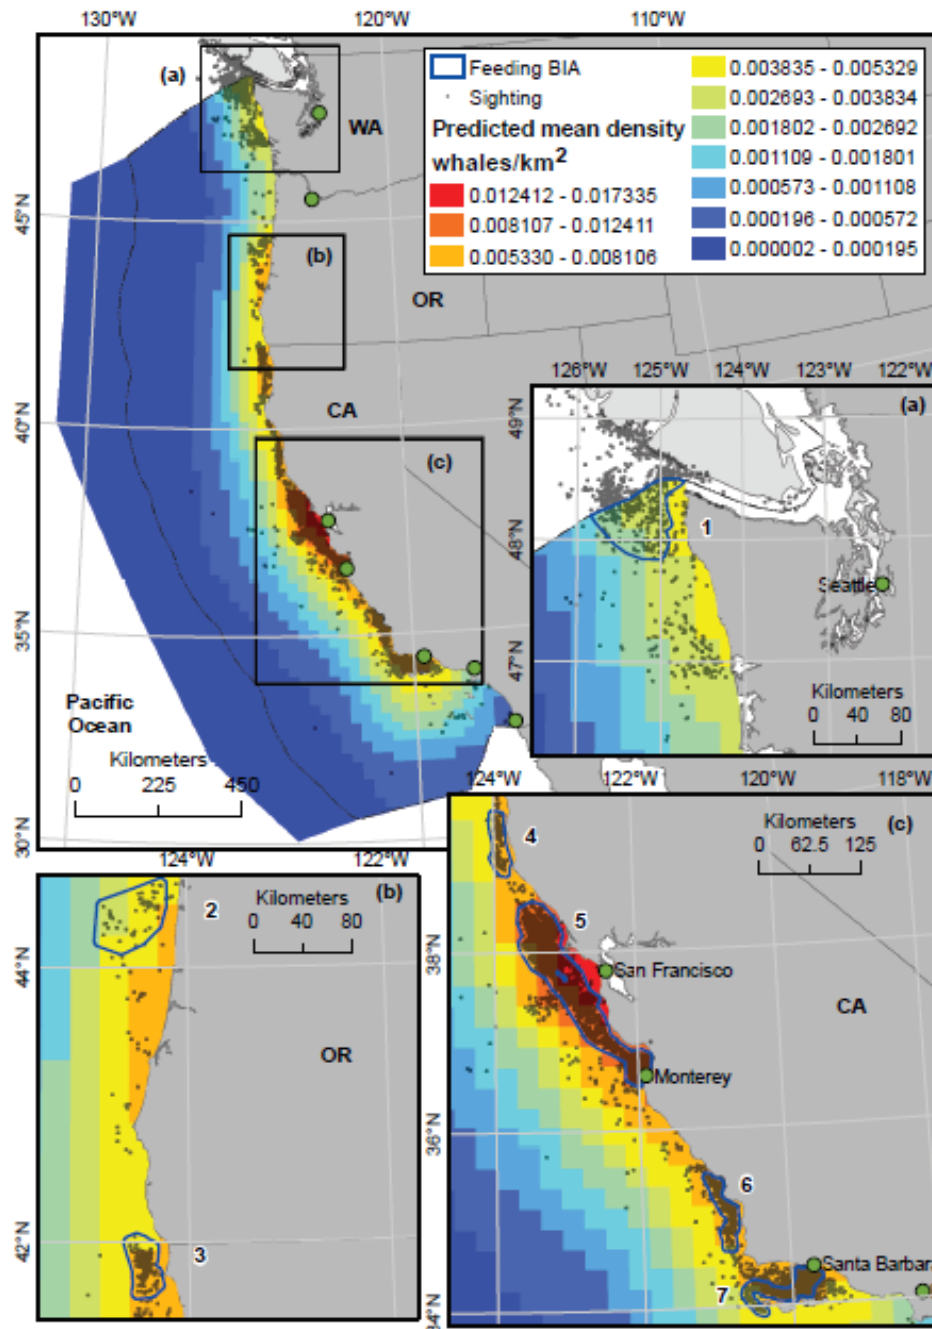 130°W 120°W 110°W
(a)
WA
Feeding BIA
Sighting
Predicted mean density
whales/km2
0.012412 - 0.017335
0.008107 - 0.012411
0.005330 - 0.008106
0.003835 - 0.005329
0.002693 - 0.003834
0.001802 - 0.002692
0.001109 - 0.001801
0.000573 - 0.001108
0.000196 - 0.000572
0.000002 - 0.000195
45°N
(b)
OR
40°N
CA
(c)
35°N
Pacific
Ocean
Kilometers
0 225 450
30°N
126°W 125°W 124°W 123°W 122°W
(a)
49°N
1
48°N
Seattle
47°N
Kilometers
0 40 80
124°W 122°W
(b)
2
Kilometers
0 40 80
44°N
OR
42°N
3
124°W 122°W 120°W 118°W
Kilometers
0 62.5 125
(c)
4
5
38°N
San Francisco
CA
Monterey
36°N
6
Santa Barbara
7
34°N